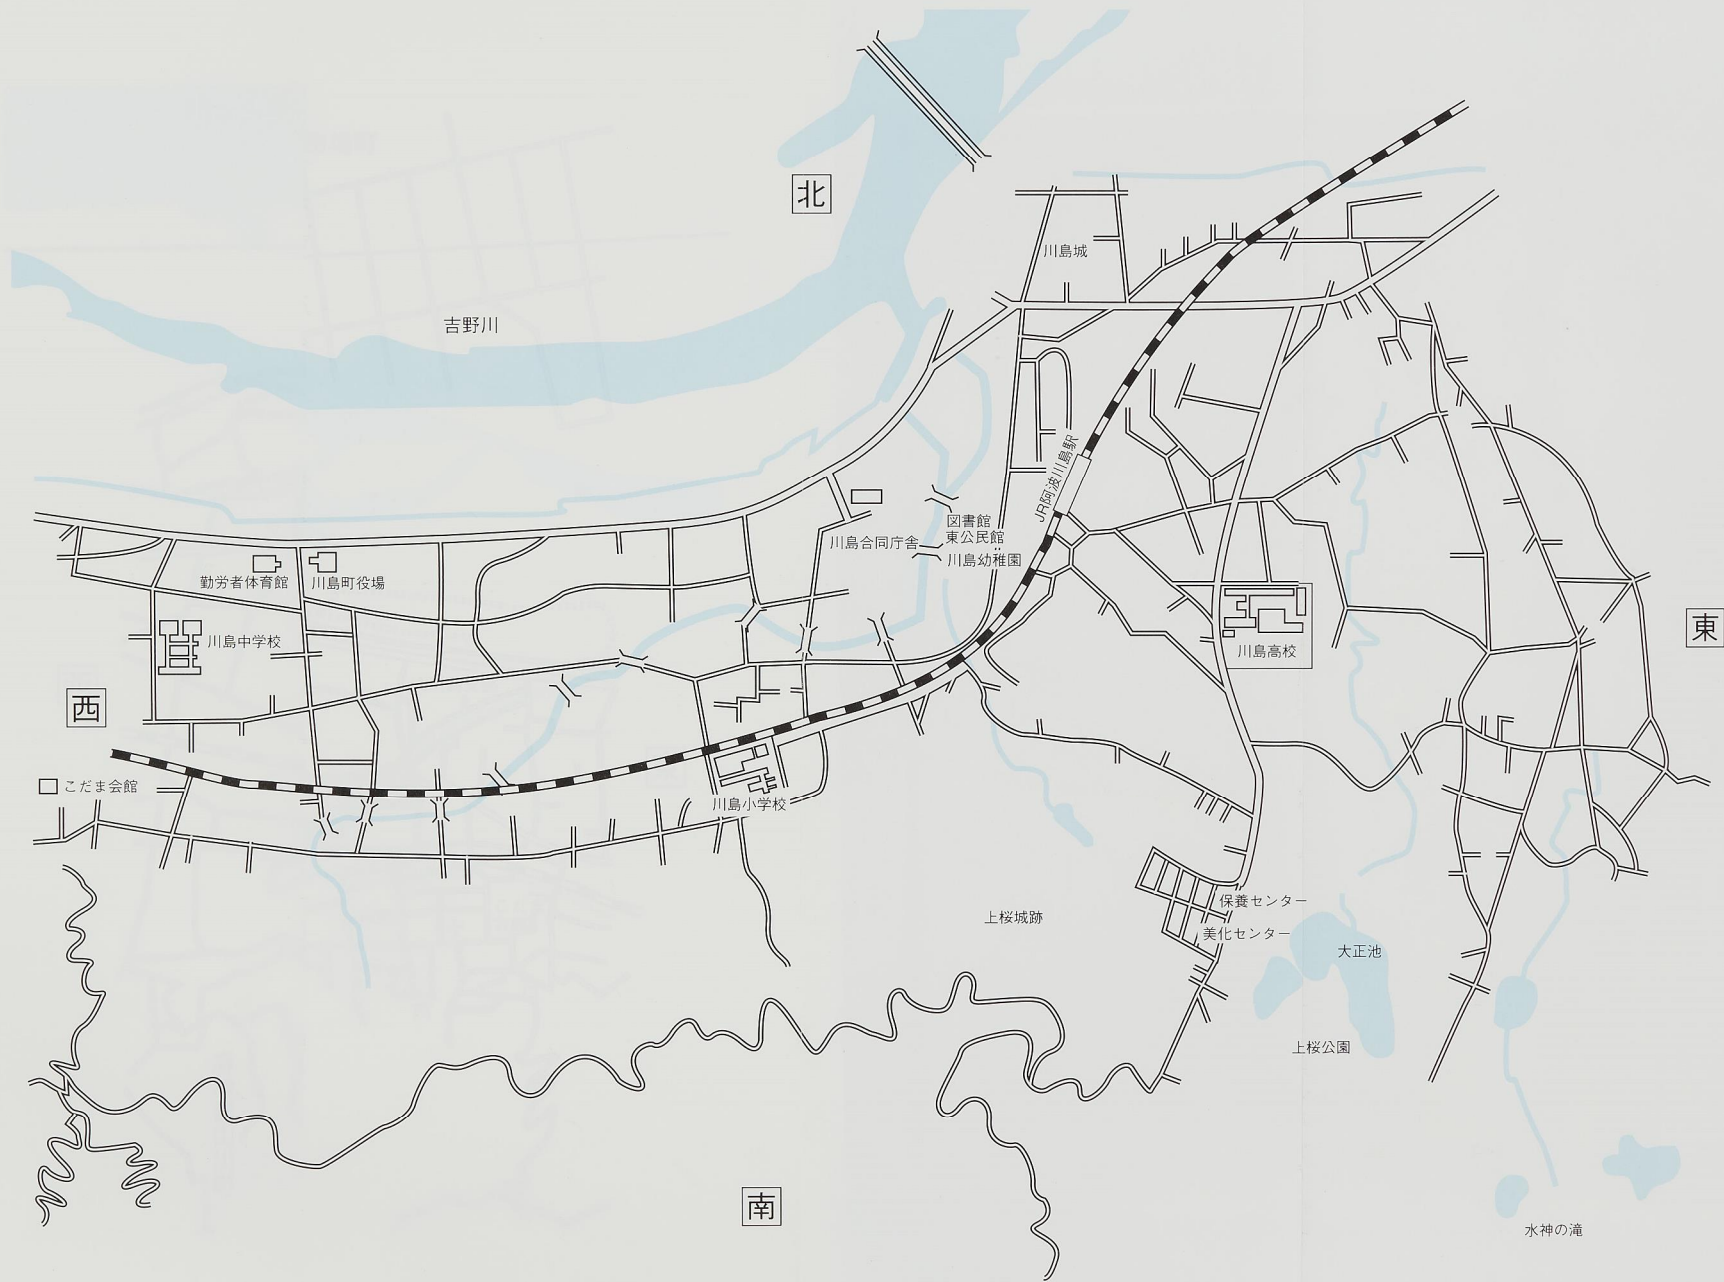 北
川島城
吉野川
JR阿波川島駅
図書館
東公民館
川島合同庁舎
川島幼稚園
勤労者体育館
川島町役場
東
川島中学校
川島高校
西
こだま会館
川島小学校
保養センター
上桜城跡
美化センター
大正池
上桜公園
南
水神の滝